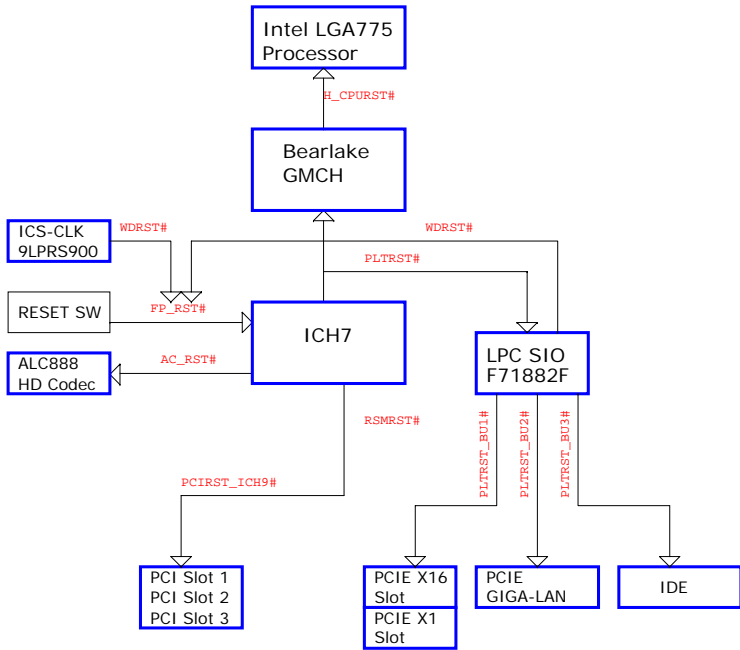 Intel LGA775
Processor
H_CPURST#
Bearlake
GMCH
ICS-CLK
9LPRS900
WDRST#
WDRST#
PLTRST#
RESET SW
FP_RST#
ICH7
LPC SIO
F71882F
ALC888
HD Codec
AC_RST#
RSMRST#
PLTRST_BU1#
PLTRST_BU2#
PLTRST_BU3#
PCIRST_ICH9#
PCI Slot 1
PCI Slot 2
PCI Slot 3
PCIE X16
Slot
PCIE X1
Slot
PCIE
GIGA-LAN
IDE